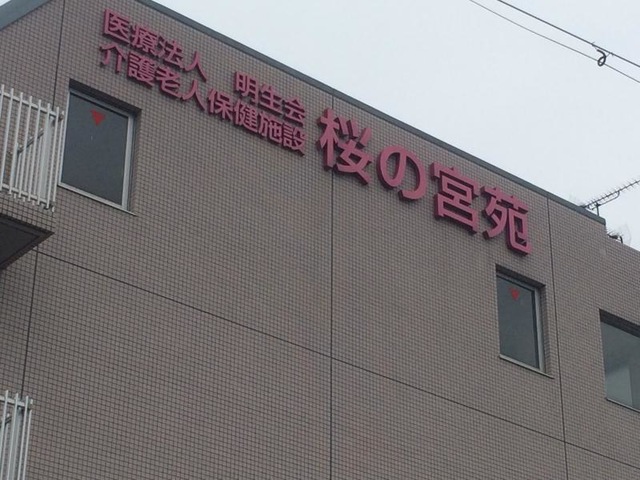 医療法人 明生会
介護老人保健施設
桜の宮苑